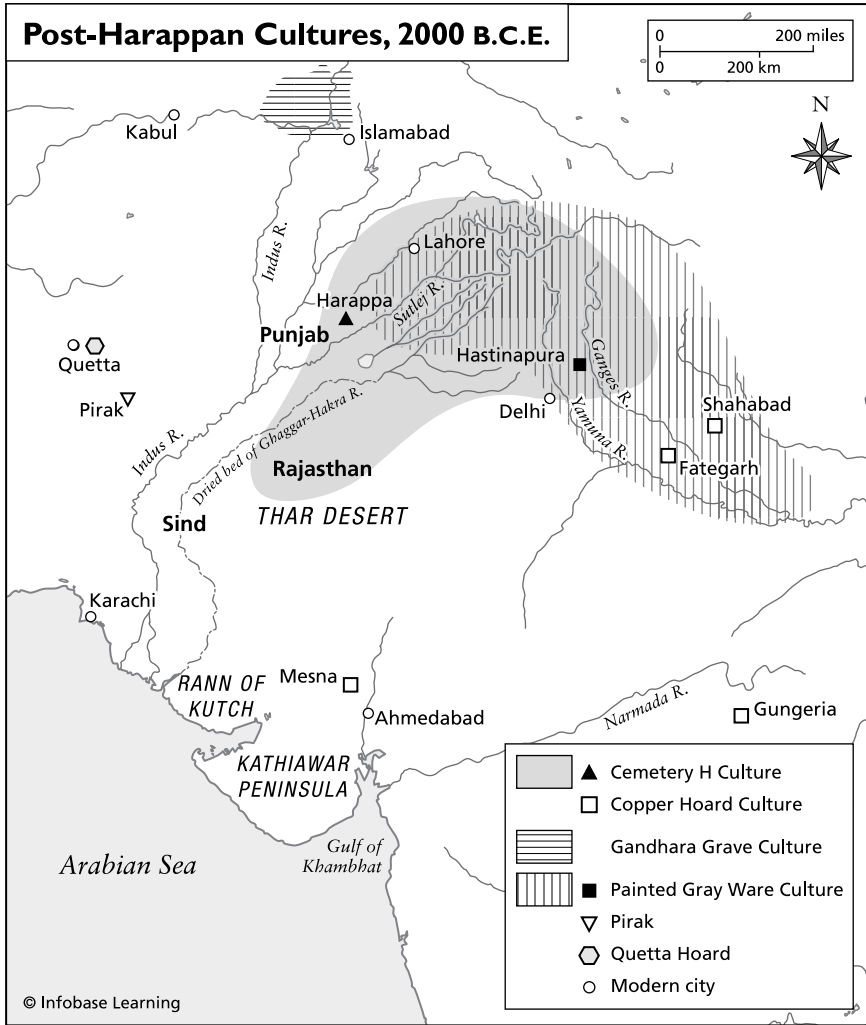 Post-Harappan Cultures, 2000 B.C.E.
0 200 miles
0 200 km
N
Kabul
Islamabad
Indus R.
Lahore
Harappa
Sutlej R.
Punjab
Quetta
Hastinapura
Ganges R.
Pirak
Delhi
Yamuna R.
Shahabad
Fategarh
Indus R.
Dried bed of Ghaggar-Hakra R.
Rajasthan
THAR DESERT
Sind
Karachi
RANN OF
KUTCH
Mesna
Ahmedabad
Narmada R.
Gungeria
KATHIAWAR
PENINSULA
Gulf of
Khambhat
Arabian Sea
Cemetery H Culture
Copper Hoard Culture
Gandhara Grave Culture
Painted Gray Ware Culture
Pirak
Quetta Hoard
Modern city
© Infobase Learning